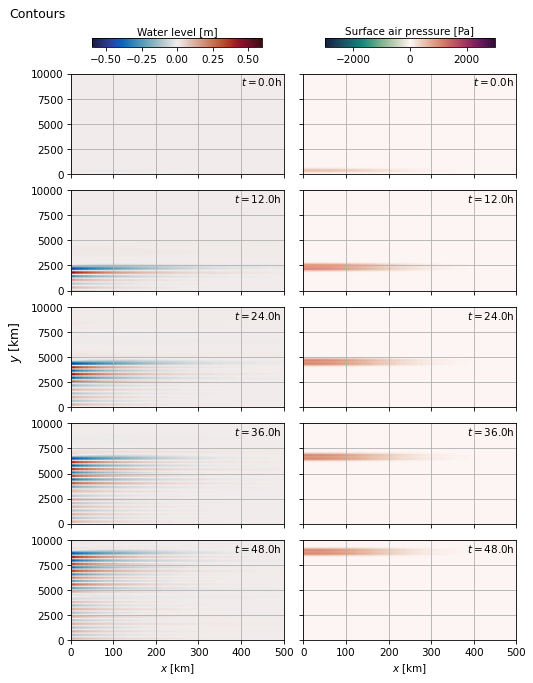 Contours
Water level [m]
Surface air pressure [Pa]
−0.50 −0.25 0.00 0.25 0.50
−2000 0 2000
10000
7500
5000
2500
0
t = 0.0h
t = 0.0h
10000
7500
5000
2500
0
t = 12.0h
t = 12.0h
10000
7500
5000
2500
0
t = 24.0h
t = 24.0h
y [km]
10000
7500
5000
2500
0
t = 36.0h
t = 36.0h
10000
7500
5000
2500
0
t = 48.0h
t = 48.0h
0 100 200 300 400 500
0 100 200 300 400 500
x [km]
x [km]